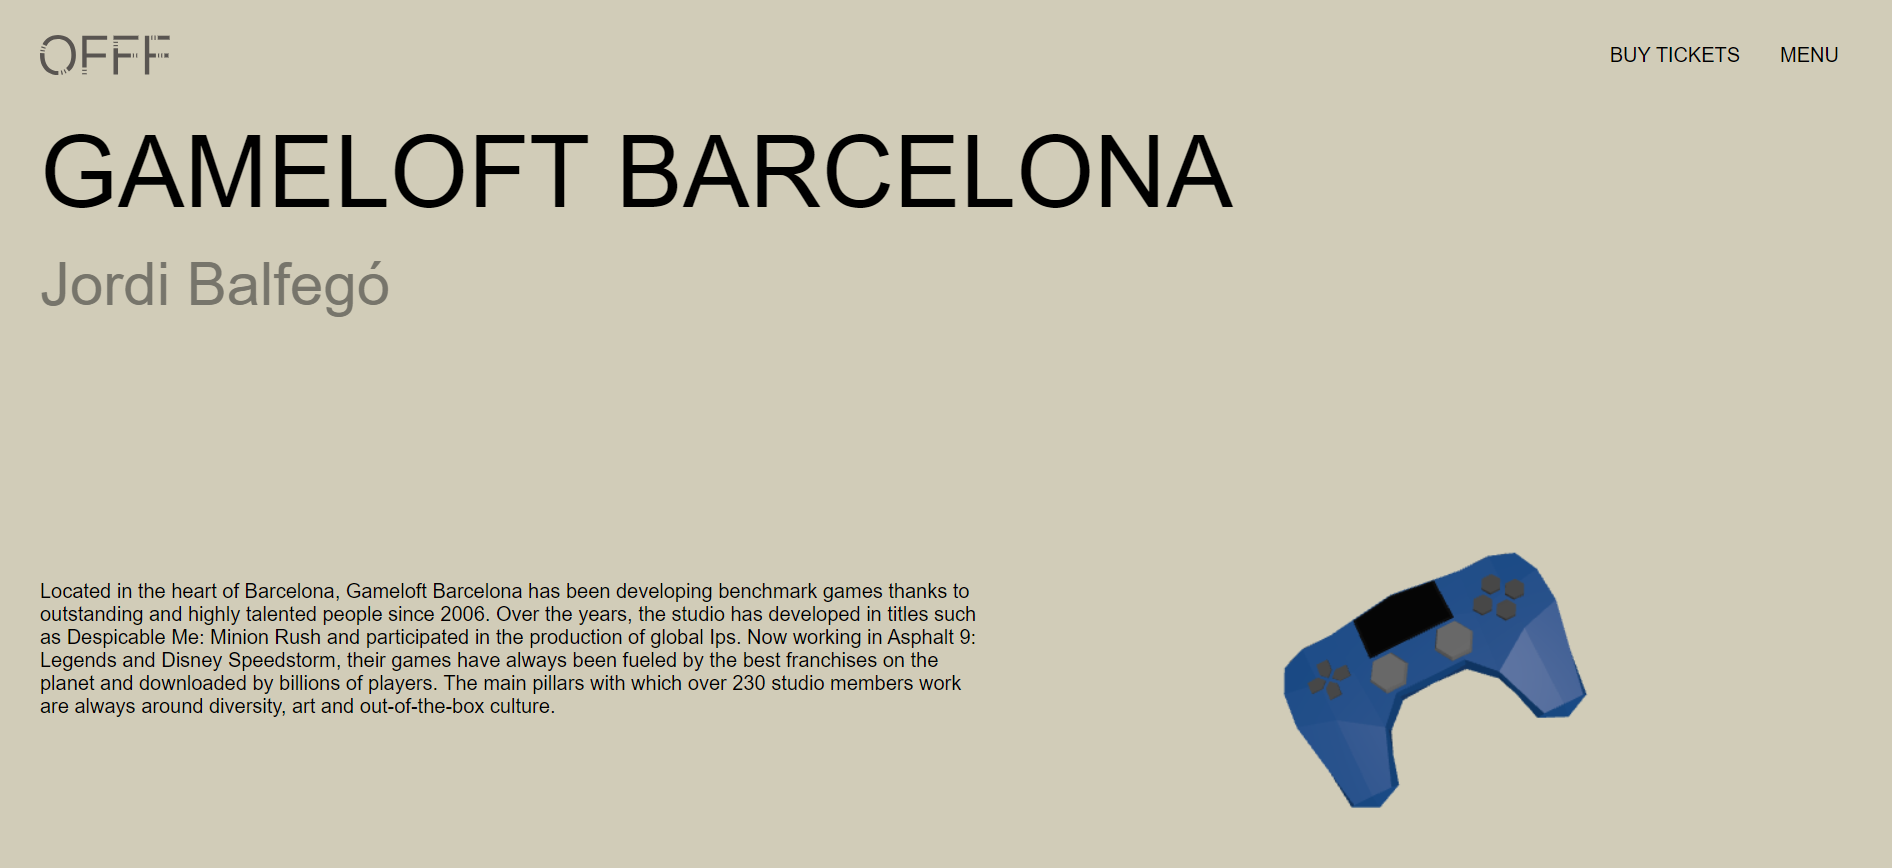 OFFF
BUY TICKETS MENU
GAMELOFT BARCELONA
Jordi Balfegó
Located in the heart of Barcelona, Gameloft Barcelona has been developing benchmark games thanks to
outstanding and highly talented people since 2006. Over the years, the studio has developed in titles such
as Despicable Me: Minion Rush and participated in the production of global Ips. Now working in Asphalt 9:
Legends and Disney Speedstorm, their games have always been fueled by the best franchises on the
planet and downloaded by billions of players. The main pillars with which over 230 studio members work
are always around diversity, art and out-of-the-box culture.